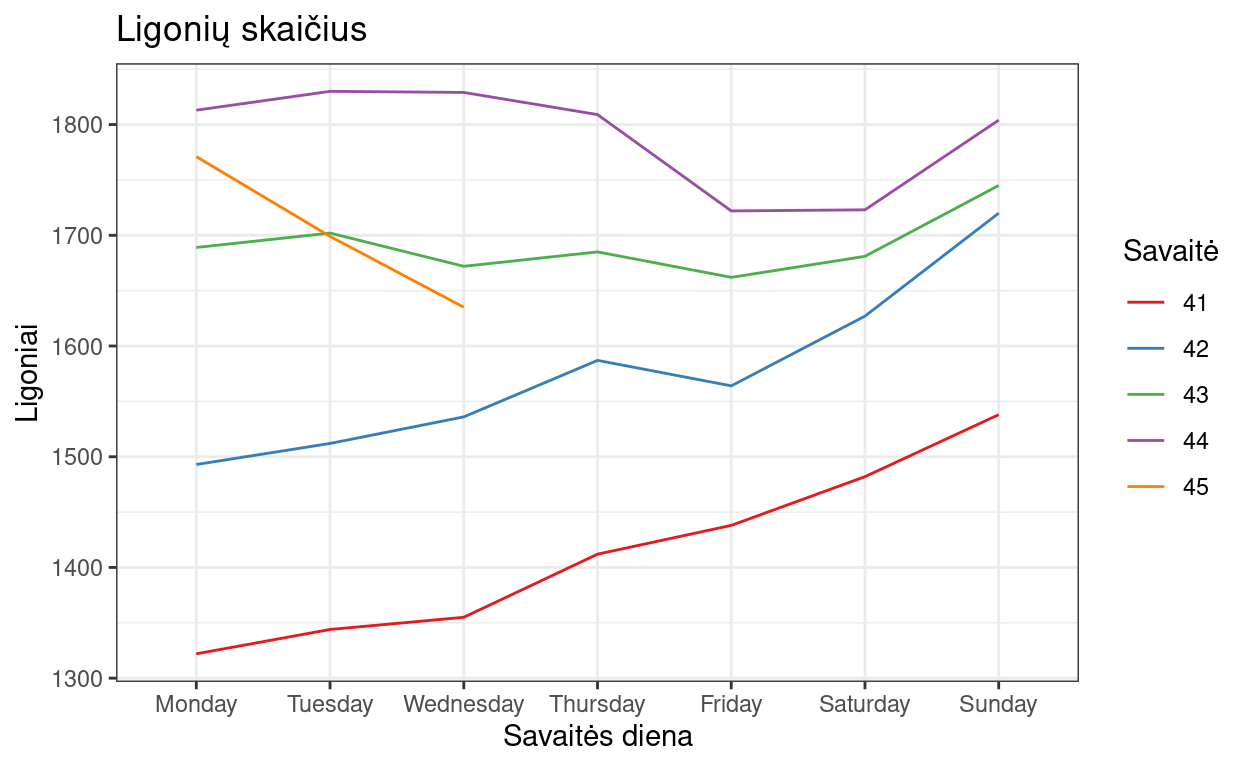 Ligonių skaičius
Ligoniai
1800
1700
1600
1500
1400
1300
Monday Tuesday Wednesday Thursday Friday Saturday Sunday
Savaitės diena
Savaitė
41
42
43
44
45